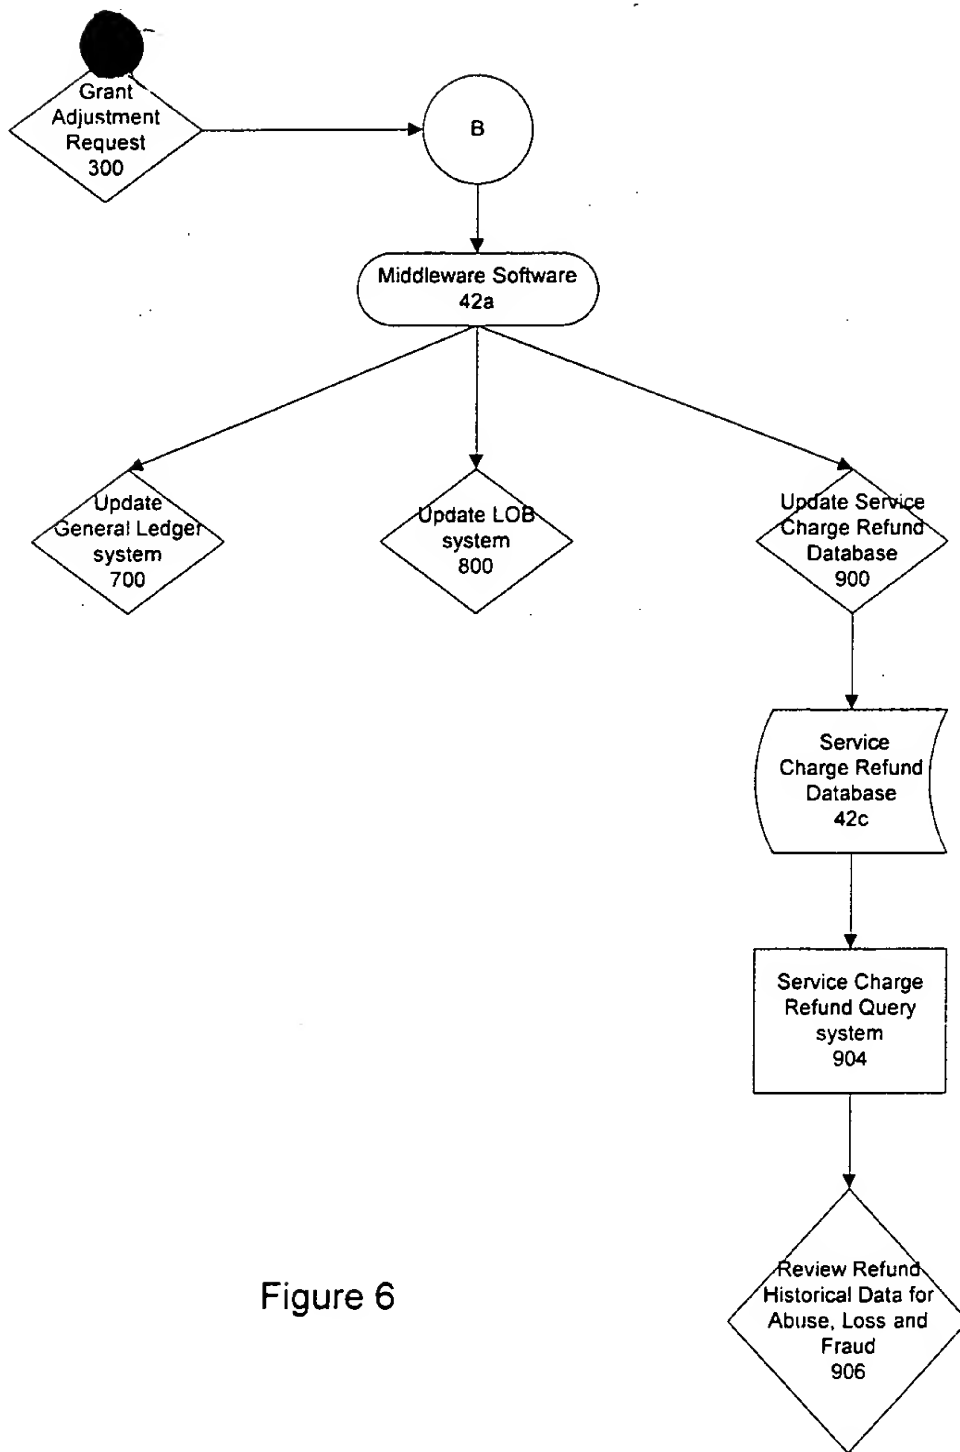 Grant
Adjustment
Request
300
B
Middleware Software
42a
Update
General Ledger
system
700
Update LOB
system
800
Update Service
Charge Refund
Database
900
Service
Charge Refund
Database
42c
Service Charge
Refund Query
system
904
Review Refund
Historical Data for
Abuse, Loss and
Fraud
906
Figure 6